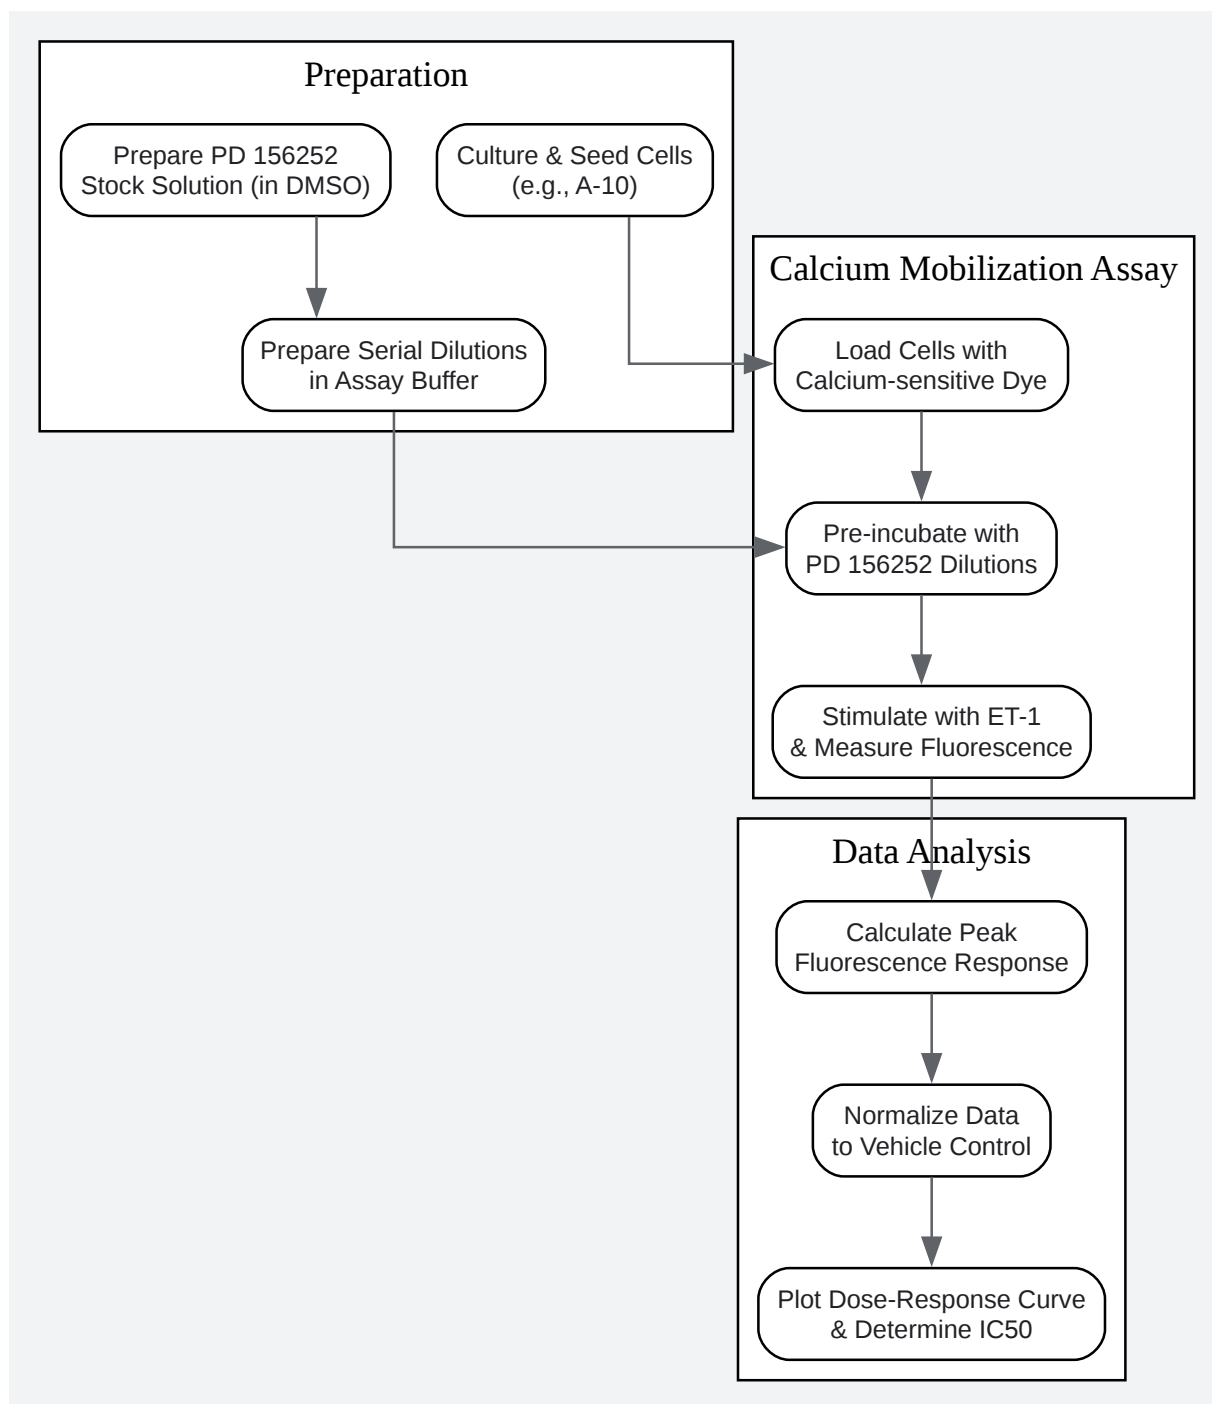 Preparation
Prepare PD 156252
Stock Solution (in DMSO)
Culture & Seed Cells
(e.g., A-10)
Prepare Serial Dilutions
in Assay Buffer
Calcium Mobilization Assay
Load Cells with
Calcium-sensitive Dye
Pre-incubate with
PD 156252 Dilutions
Stimulate with ET-1
& Measure Fluorescence
Data Analysis
Calculate Peak
Fluorescence Response
Normalize Data
to Vehicle Control
Plot Dose-Response Curve
& Determine IC50